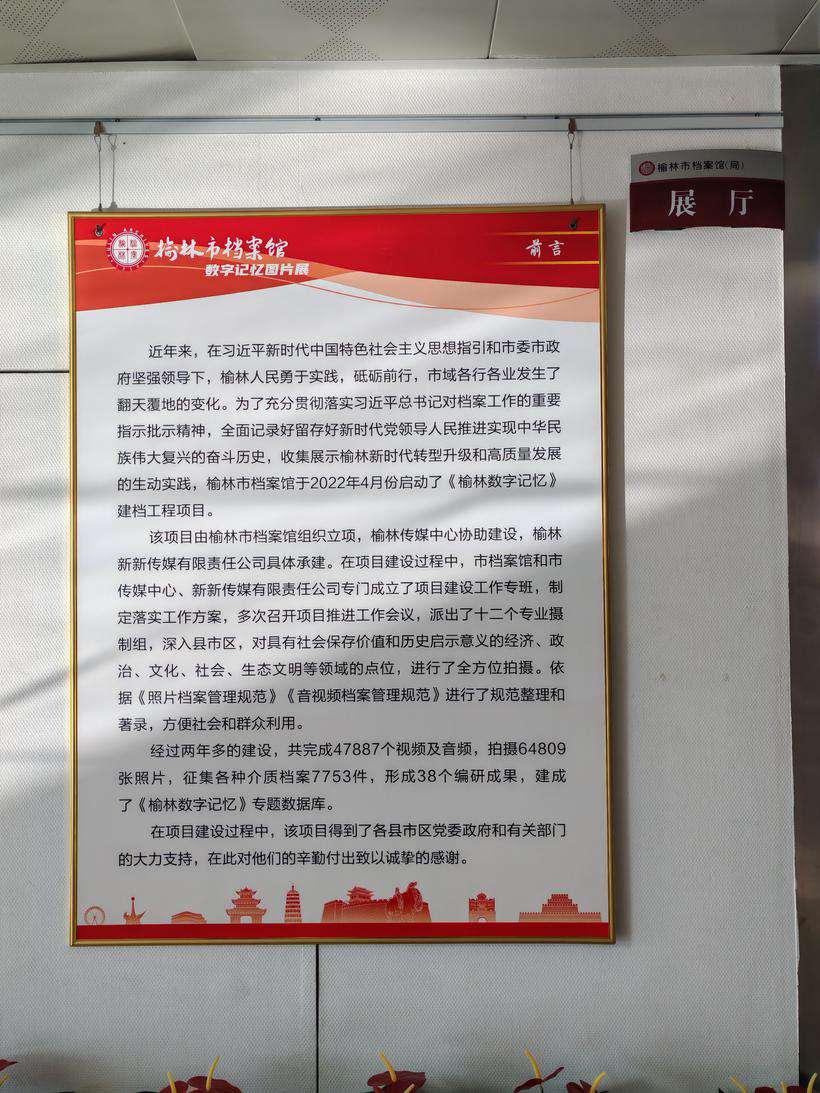 榆林市档案馆(局)
展 厅
榆林市档案馆
数字记忆图片展
前言
近年来，在习近平新时代中国特色社会主义思想指引和市委市政
府坚强领导下，榆林人民勇于实践，砥砺前行，市域各行各业发生了
翻天覆地的变化。为了充分贯彻落实习近平总书记对档案工作的重要
指示批示精神，全面记录好留存好新时代党领导人民推进实现中华民
族伟大复兴的奋斗历史，收集展示榆林新时代转型升级和高质量发展
的生动实践，榆林市档案馆于2022年4月份启动了《榆林数字记忆》
建档工程项目。
该项目由榆林市档案馆组织立项，榆林传媒中心协助建设，榆林
新新传媒有限责任公司具体承建。在项目建设过程中，市档案馆和市
传媒中心、新新传媒有限责任公司专门成立了项目建设工作专班，制
定落实工作方案，多次召开项目推进工作会议，派出了十二个专业摄
制组，深入县市区，对具有社会保存价值和历史启示意义的经济、政
治、文化、社会、生态文明等领域的点位，进行了全方位拍摄。依
据《照片档案管理规范》《音视频档案管理规范》进行了规范整理和
著录，方便社会和群众利用。
经过两年多的建设，共完成47887个视频及音频，拍摄64809
张照片，征集各种介质档案7753件，形成38个编研成果，建成
了《榆林数字记忆》专题数据库。
在项目建设过程中，该项目得到了各县市区党委政府和有关部门
的大力支持，在此对他们的辛勤付出致以诚挚的感谢。